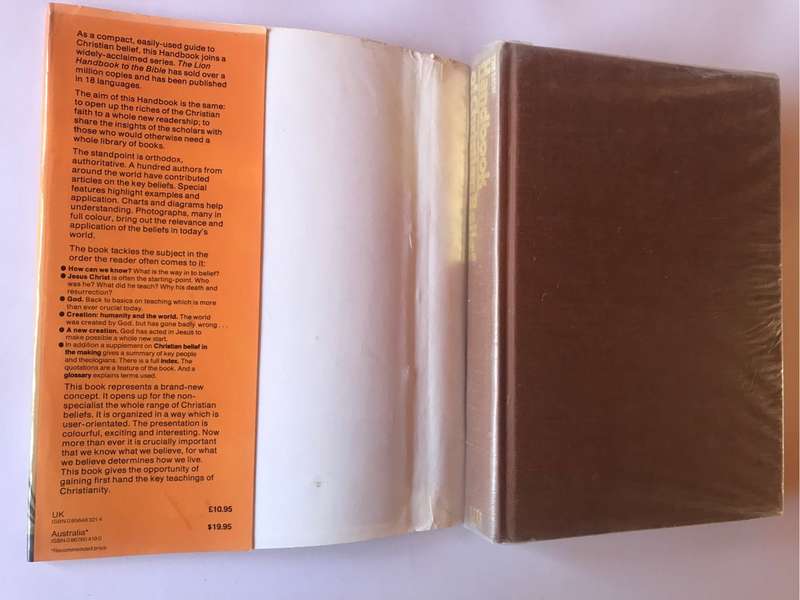 As a compact, easily-used guide to
Christian belief, this Handbook joins a
widely-acclaimed series. The Lion
Handbook to the Bible has sold over a
million copies and has been published
in 18 languages.
The aim of this Handbook is the same:
to open up the riches of the Christian
faith to a whole new readership; to
share the insights of the scholars with
those who would otherwise need a
whole library of books.
The standpoint is orthodox,
authoritative. A hundred authors from
around the world have contributed
articles on the key beliefs. Special
features highlight examples and
application. Charts and diagrams help
understanding. Photographs, many in
full colour, bring out the relevance and
application of the beliefs in today's
world.
The book tackles the subject in the
order the reader often comes to it:
● How can we know? What is the way in to belief?
● Jesus Christ is often the starting-point. Who
was he? What did he teach? Why his death and
resurrection?
● God. Back to basics on teaching which is more
than ever crucial today.
● Creation: humanity and the world. The world
was created by God, but has gone badly wrong . . .
● A new creation. God has acted in Jesus to
make possible a whole new start.
● In addition a supplement on Christian belief in
the making gives a summary of key people
and theologians. There is a full index. The
quotations are a feature of the book. And a
glossary explains terms used.
This book represents a brand-new
concept. It opens up for the non-
specialist the whole range of Christian
beliefs. It is organized in a way which is
user-orientated. The presentation is
colourful, exciting and interesting. Now
more than ever it is crucially important
that we know what we believe, for what
we believe determines how we live.
This book gives the opportunity of
gaining first hand the key teachings of
Christianity.
UK £10.95
ISBN 0 85648 321 4
Australia* $19.95
ISBN 0 86760 419 0
*Recommended price
Handbook